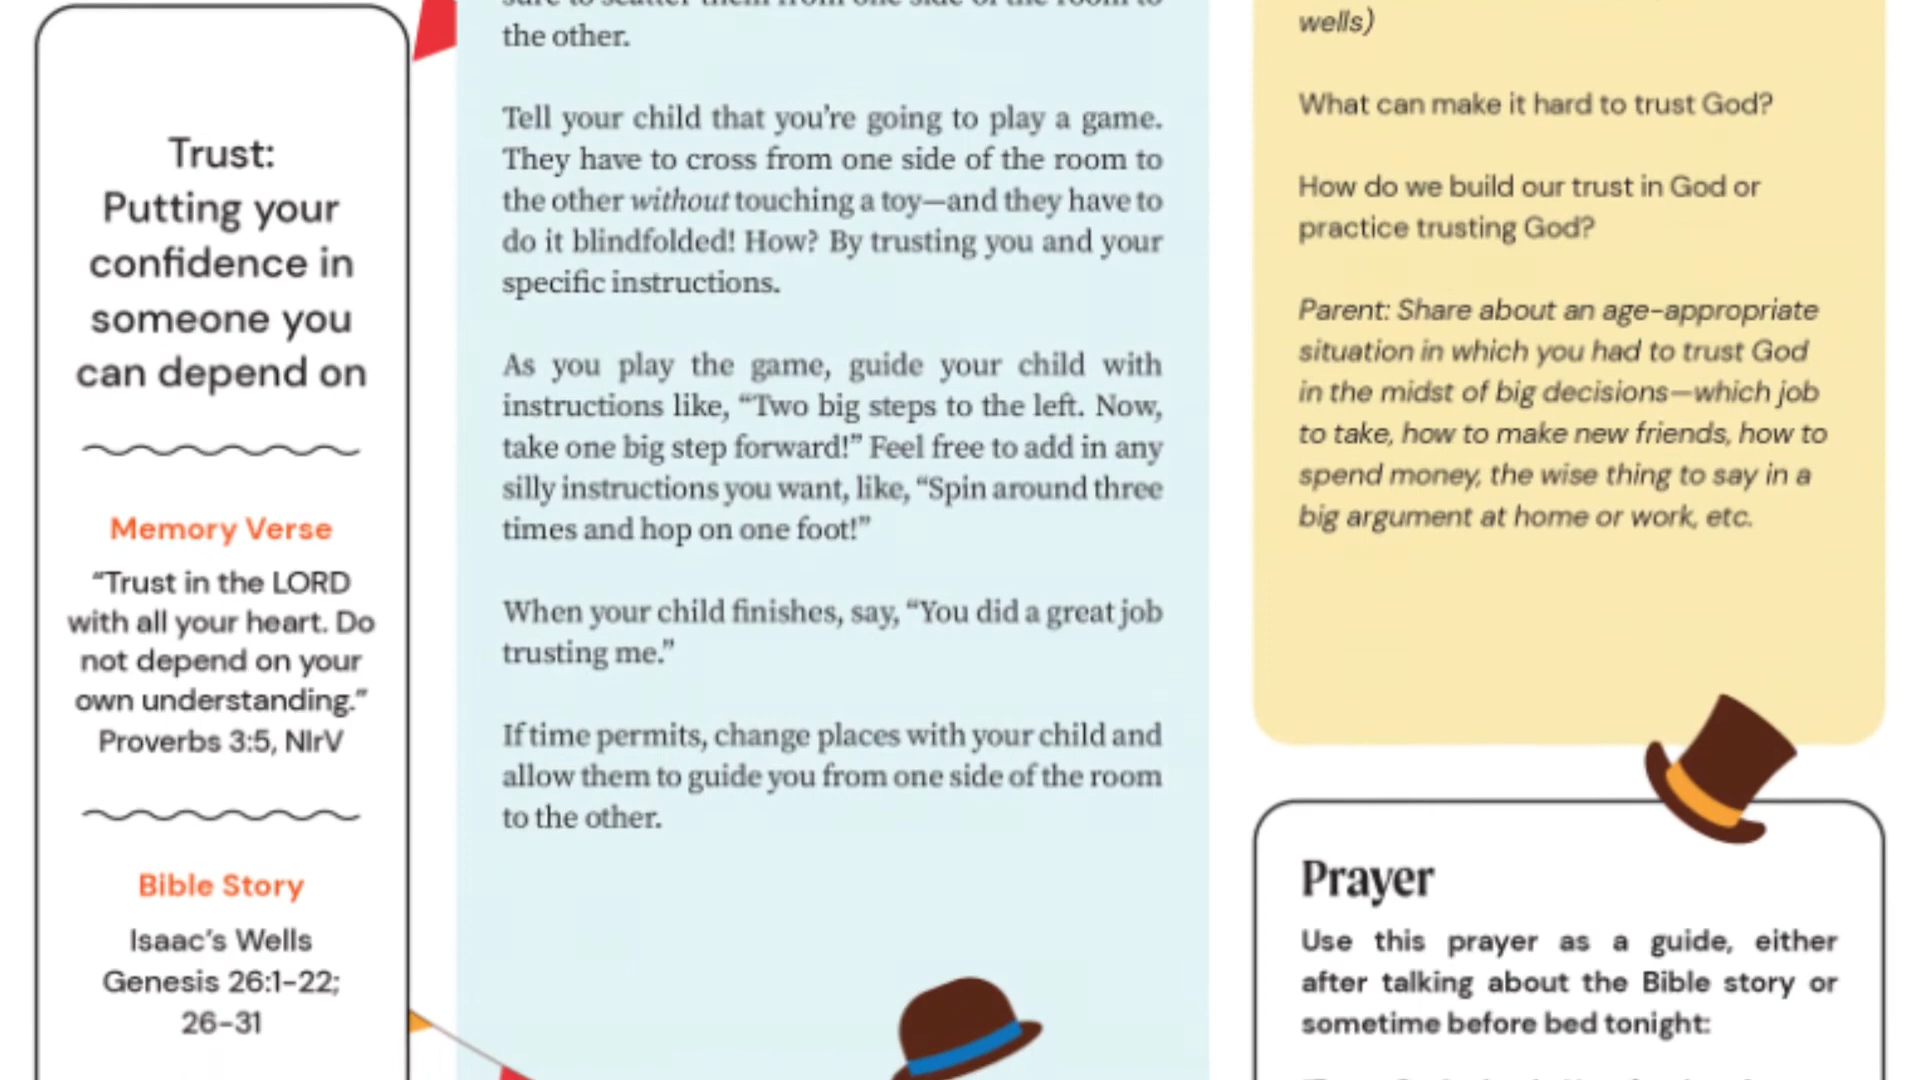 Trust:
Putting your
confidence in
someone you
can depend on
Memory Verse
“Trust in the LORD
with all your heart. Do
not depend on your
own understanding.”
Proverbs 3:5, NIrV
Bible Story
Isaac’s Wells
Genesis 26:1-22;
26-31
sure to scatter them from one side of the room to
the other.
Tell your child that you’re going to play a game.
They have to cross from one side of the room to
the other without touching a toy—and they have to
do it blindfolded! How? By trusting you and your
specific instructions.
As you play the game, guide your child with
instructions like, “Two big steps to the left. Now,
take one big step forward!” Feel free to add in any
silly instructions you want, like, “Spin around three
times and hop on one foot!”
When your child finishes, say, “You did a great job
trusting me.”
If time permits, change places with your child and
allow them to guide you from one side of the room
to the other.
wells)
What can make it hard to trust God?
How do we build our trust in God or
practice trusting God?
Parent: Share about an age-appropriate
situation in which you had to trust God
in the midst of big decisions—which job
to take, how to make new friends, how to
spend money, the wise thing to say in a
big argument at home or work, etc.
Prayer
Use this prayer as a guide, either
after talking about the Bible story or
sometime before bed tonight: